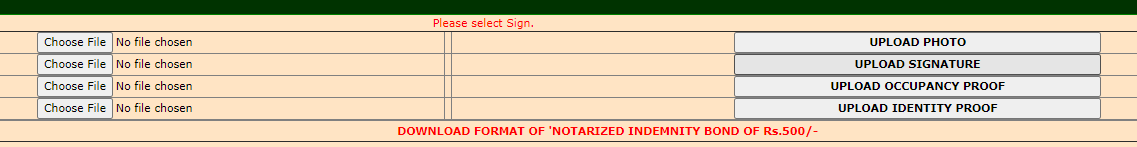 Please select Sign.
Choose File No file chosen UPLOAD PHOTO
Choose File No file chosen UPLOAD SIGNATURE
Choose File No file chosen UPLOAD OCCUPANCY PROOF
Choose File No file chosen UPLOAD IDENTITY PROOF
DOWNLOAD FORMAT OF 'NOTARIZED INDEMNITY BOND OF Rs.500/-